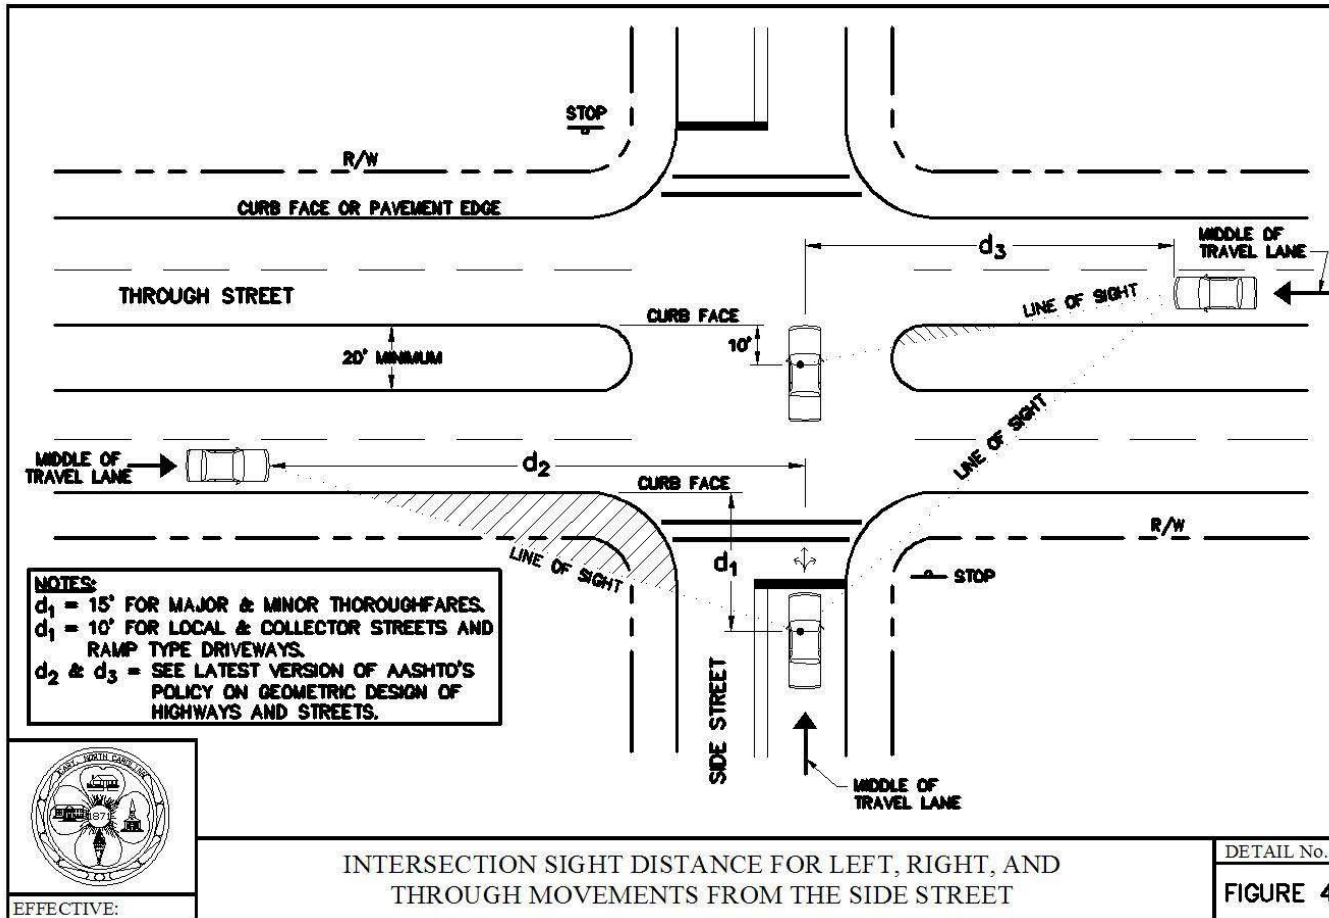 STOP
R/W
CURB FACE OR PAVEMENT EDGE
d3
MIDDLE OF
TRAVEL LANE
THROUGH STREET
LINE OF SIGHT
CURB FACE
10'
20' MINIMUM
LINE OF SIGHT
MIDDLE OF
TRAVEL LANE
d2
CURB FACE
R/W
d1
LINE OF SIGHT
STOP
NOTES:
d1 = 15' FOR MAJOR & MINOR THOROUGHFARES.
d1 = 10' FOR LOCAL & COLLECTOR STREETS AND
RAMP TYPE DRIVEWAYS.
d2 & d3 = SEE LATEST VERSION OF AASHTO'S
POLICY ON GEOMETRIC DESIGN OF
HIGHWAYS AND STREETS.
SIDE STREET
MIDDLE OF
TRAVEL LANE
CARY, NORTH CAROLINA
1871
INTERSECTION SIGHT DISTANCE FOR LEFT, RIGHT, AND
THROUGH MOVEMENTS FROM THE SIDE STREET
DETAIL No.
FIGURE 4
EFFECTIVE: